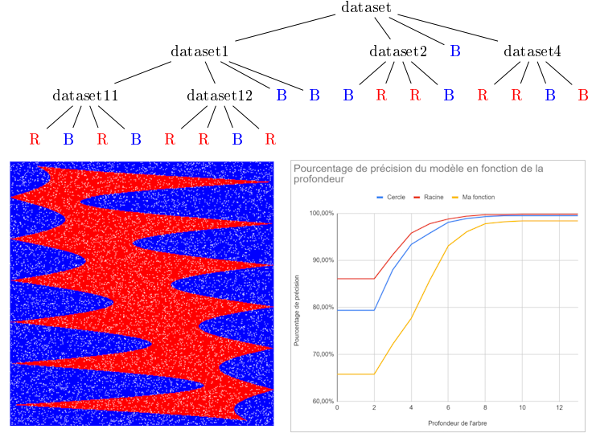 dataset
dataset1 dataset2 B dataset4
dataset11 dataset12 B B B R R B R R B B
R B R B R R B R
Pourcentage de précision du modèle en fonction de la
profondeur
Cercle Racine Ma fonction
100,00%
90,00%
80,00%
70,00%
60,00%
0 2 4 6 8 10 12
Pourcentage de précision
Profondeur de l'arbre